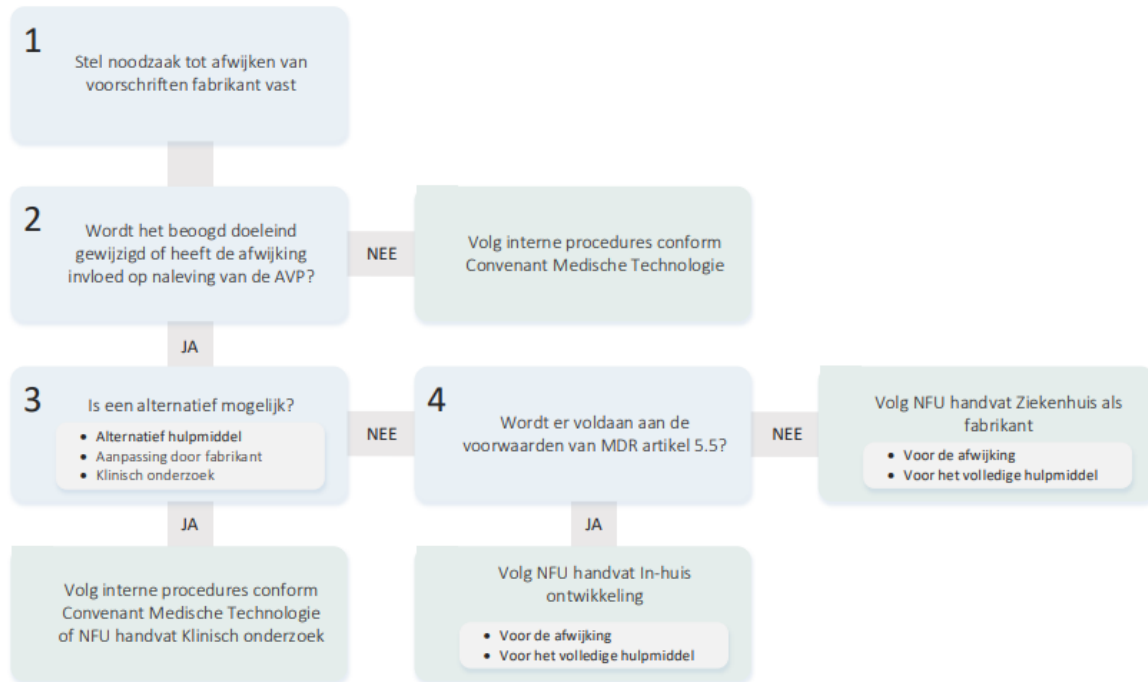 1
Stel noodzaak tot afwijken van
voorschriften fabrikant vast
2
Wordt het beoogd doeleind
gewijzigd of heeft de afwijking
invloed op naleving van de AVP?
NEE
Volg interne procedures conform
Convenant Medische Technologie
JA
3
Is een alternatief mogelijk?
• Alternatief hulpmiddel
• Aanpassing door fabrikant
• Klinisch onderzoek
NEE
4
Wordt er voldaan aan de
voorwaarden van MDR artikel 5.5?
NEE
Volg NFU handvat Ziekenhuis als
fabrikant
• Voor de afwijking
• Voor het volledige hulpmiddel
JA
Volg interne procedures conform
Convenant Medische Technologie
of NFU handvat Klinisch onderzoek
JA
Volg NFU handvat In-huis
ontwikkeling
• Voor de afwijking
• Voor het volledige hulpmiddel